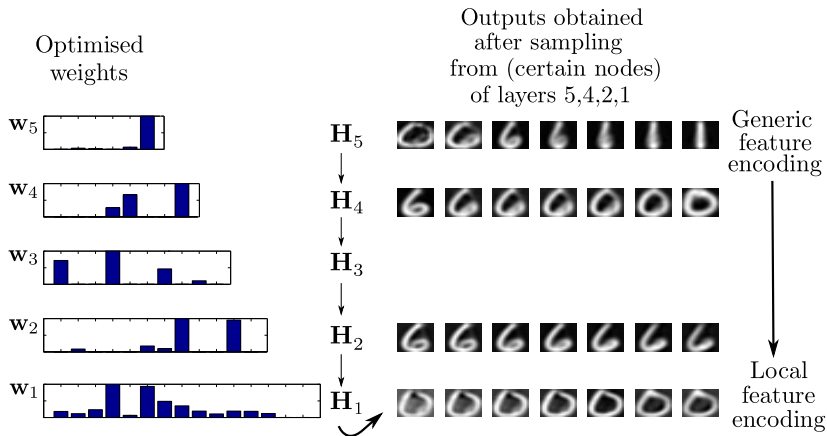 Optimised
weights
Outputs obtained
after sampling
from (certain nodes)
of layers 5,4,2,1
w5
H5
Generic
feature
encoding
w4
H4
w3
H3
w2
H2
w1
H1
Local
feature
encoding